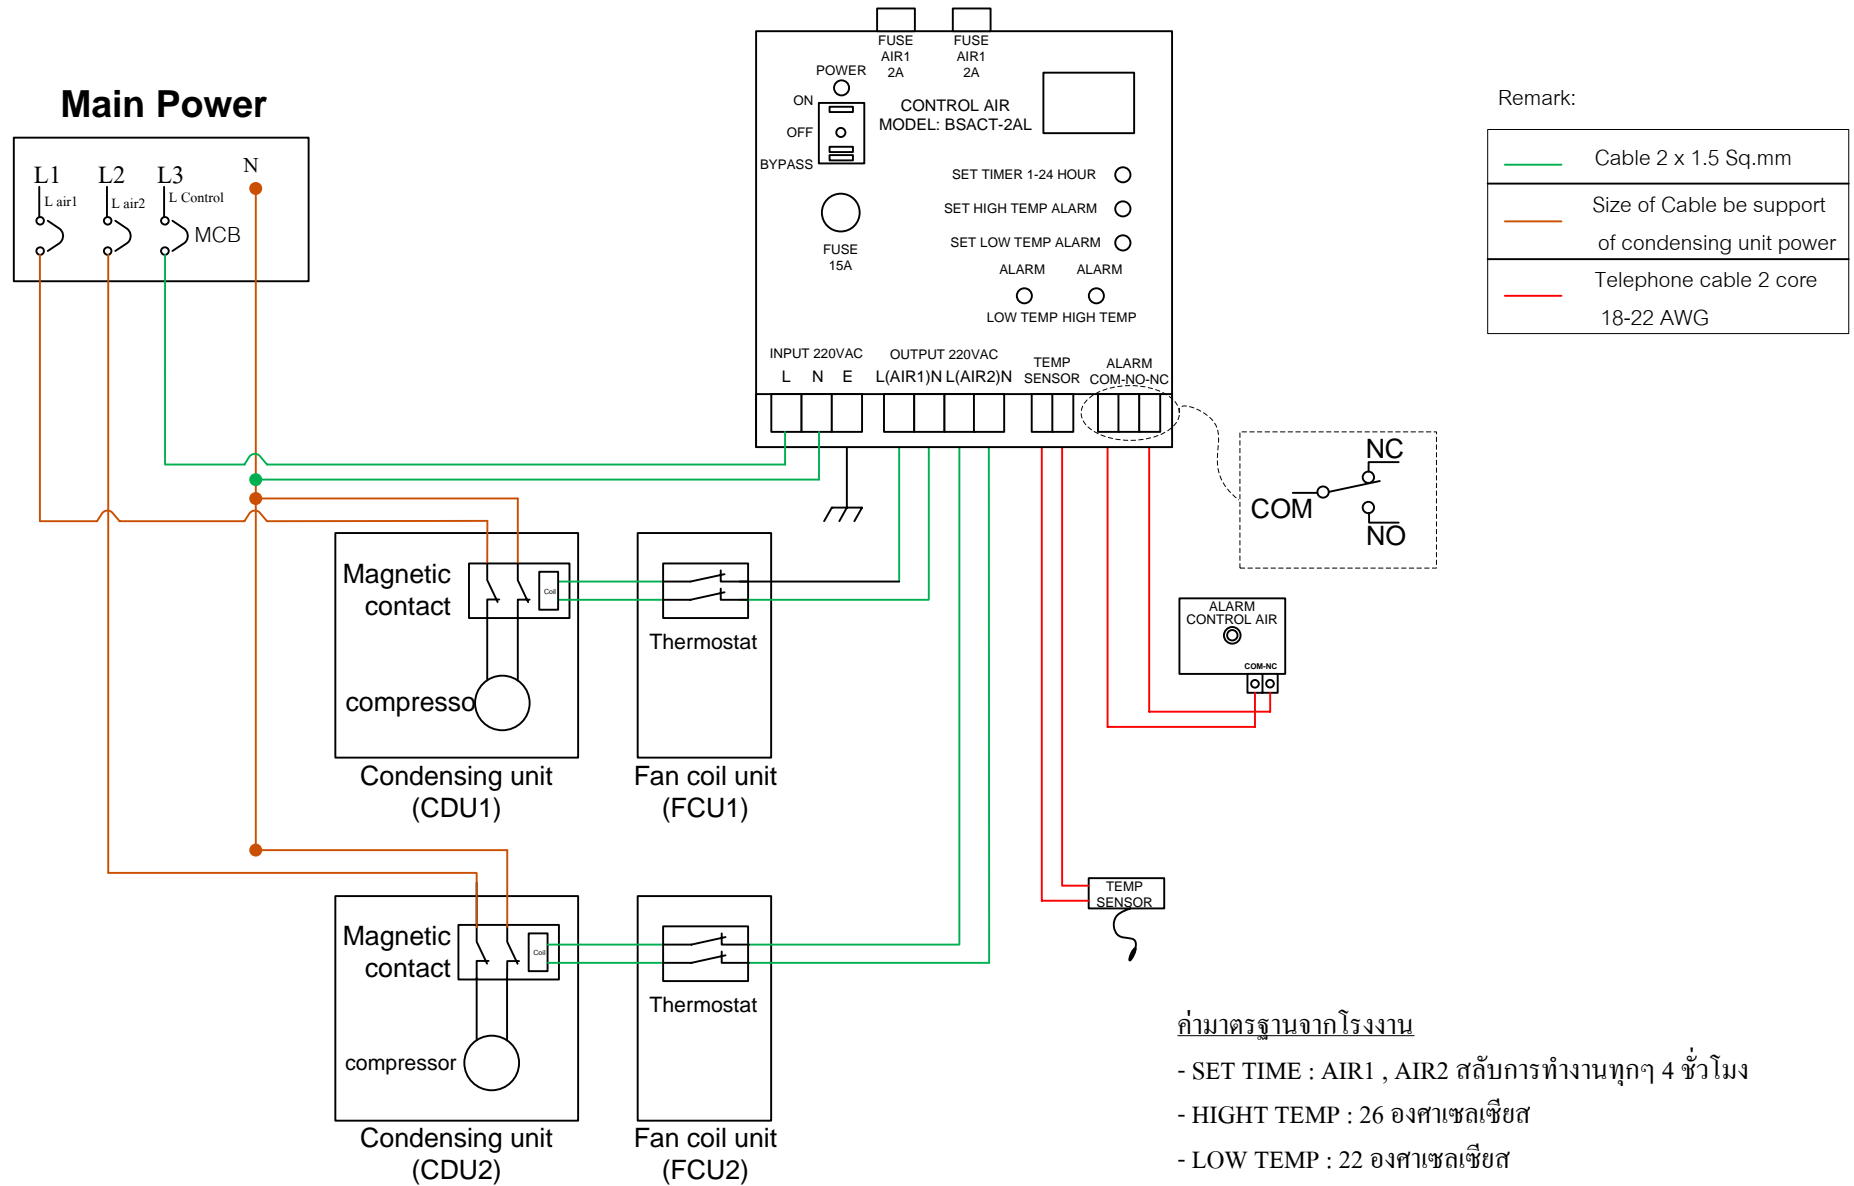 Main Power
L1
L2
L3
N
L air1
L air2
L Control
MCB
FUSE
AIR1
2A
FUSE
AIR1
2A
POWER
ON
OFF
BYPASS
CONTROL AIR
MODEL: BSACT-2AL
FUSE
15A
SET TIMER 1-24 HOUR
SET HIGH TEMP ALARM
SET LOW TEMP ALARM
ALARM
ALARM
LOW TEMP
HIGH TEMP
INPUT 220VAC
L N E
OUTPUT 220VAC
L(AIR1)N L(AIR2)N
TEMP
SENSOR
ALARM
COM-NO-NC
Remark:
Cable 2 x 1.5 Sq.mm
Size of Cable be support
of condensing unit power
Telephone cable 2 core
18-22 AWG
NC
COM
NO
ALARM
CONTROL AIR
COM-NC
TEMP
SENSOR
Magnetic
contact
Coil
compresso
Condensing unit
(CDU1)
Thermostat
Fan coil unit
(FCU1)
Magnetic
contact
Coil
compressor
Condensing unit
(CDU2)
Thermostat
Fan coil unit
(FCU2)
ค่ามาตรฐานจากโรงงาน
- SET TIME : AIR1 , AIR2 สลับการทำงานทุกๆ 4 ชั่วโมง
- HIGHT TEMP : 26 องศาเซลเซียส
- LOW TEMP : 22 องศาเซลเซียส